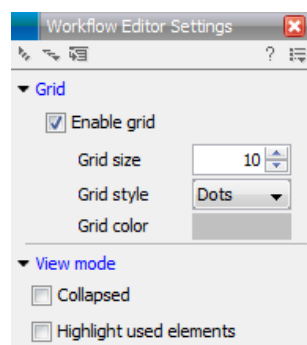 Workflow Editor Settings
?
Grid
Enable grid
Grid size 10
Grid style Dots
Grid color
View mode
Collapsed
Highlight used elements